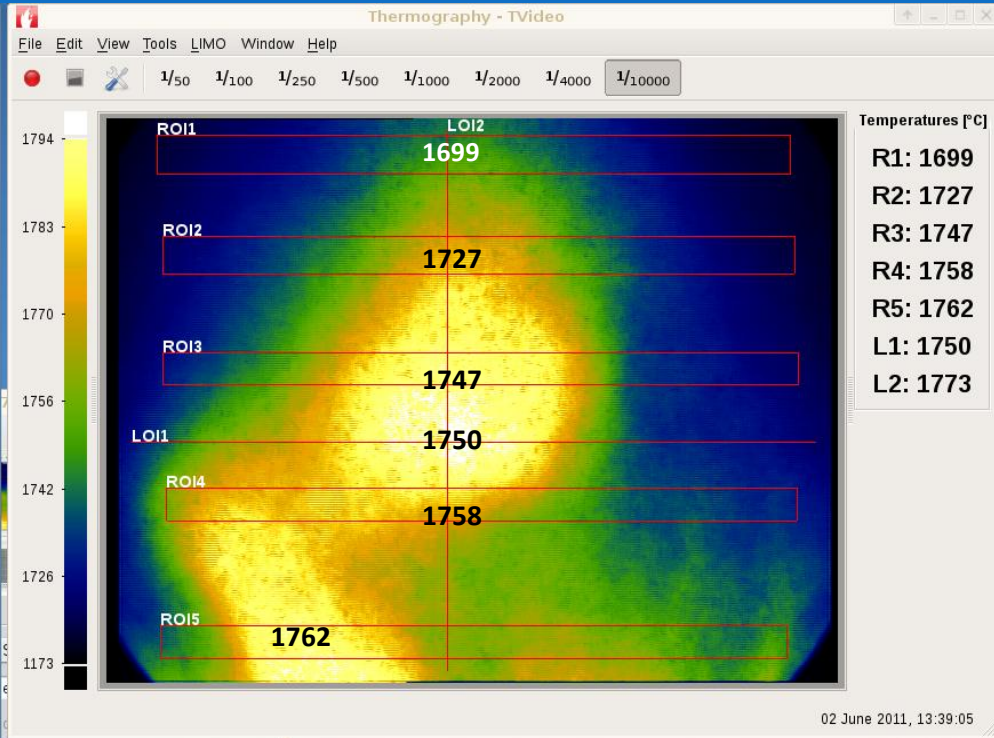 Thermography - TVideo
File Edit View Tools LIMO Window Help
1/50 1/100 1/250 1/500 1/1000 1/2000 1/4000 1/10000
1794
1783
1770
1756
1742
1726
1173
ROI1
LOI2
1699
ROI2
1727
ROI3
1747
LOI1
1750
ROI4
1758
ROI5
1762
Temperatures [°C]
R1: 1699
R2: 1727
R3: 1747
R4: 1758
R5: 1762
L1: 1750
L2: 1773
02 June 2011, 13:39:05